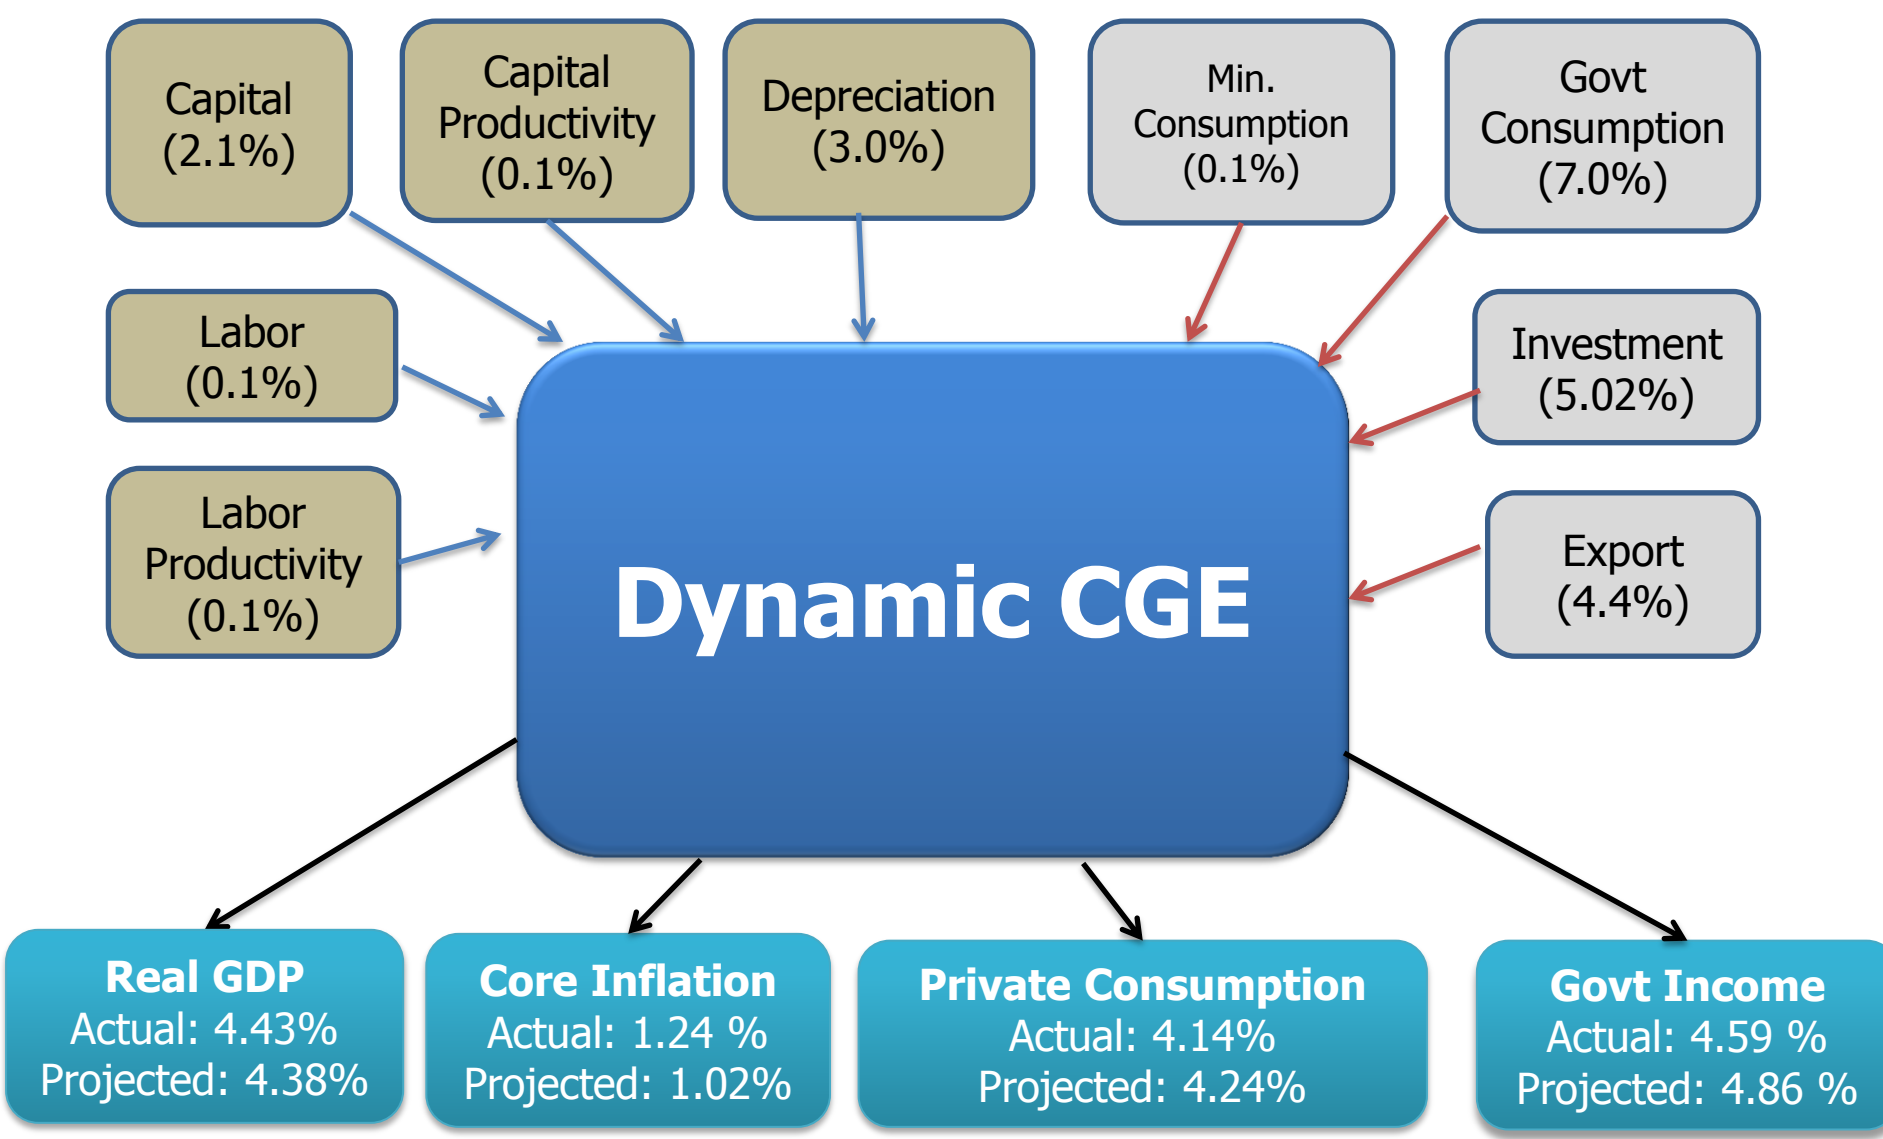 Capital
(2.1%)
Capital
Productivity
(0.1%)
Depreciation
(3.0%)
Min.
Consumption
(0.1%)
Govt
Consumption
(7.0%)
Labor
(0.1%)
Investment
(5.02%)
Labor
Productivity
(0.1%)
Export
(4.4%)
Dynamic CGE
Real GDP
Actual: 4.43%
Projected: 4.38%
Core Inflation
Actual: 1.24 %
Projected: 1.02%
Private Consumption
Actual: 4.14%
Projected: 4.24%
Govt Income
Actual: 4.59 %
Projected: 4.86 %